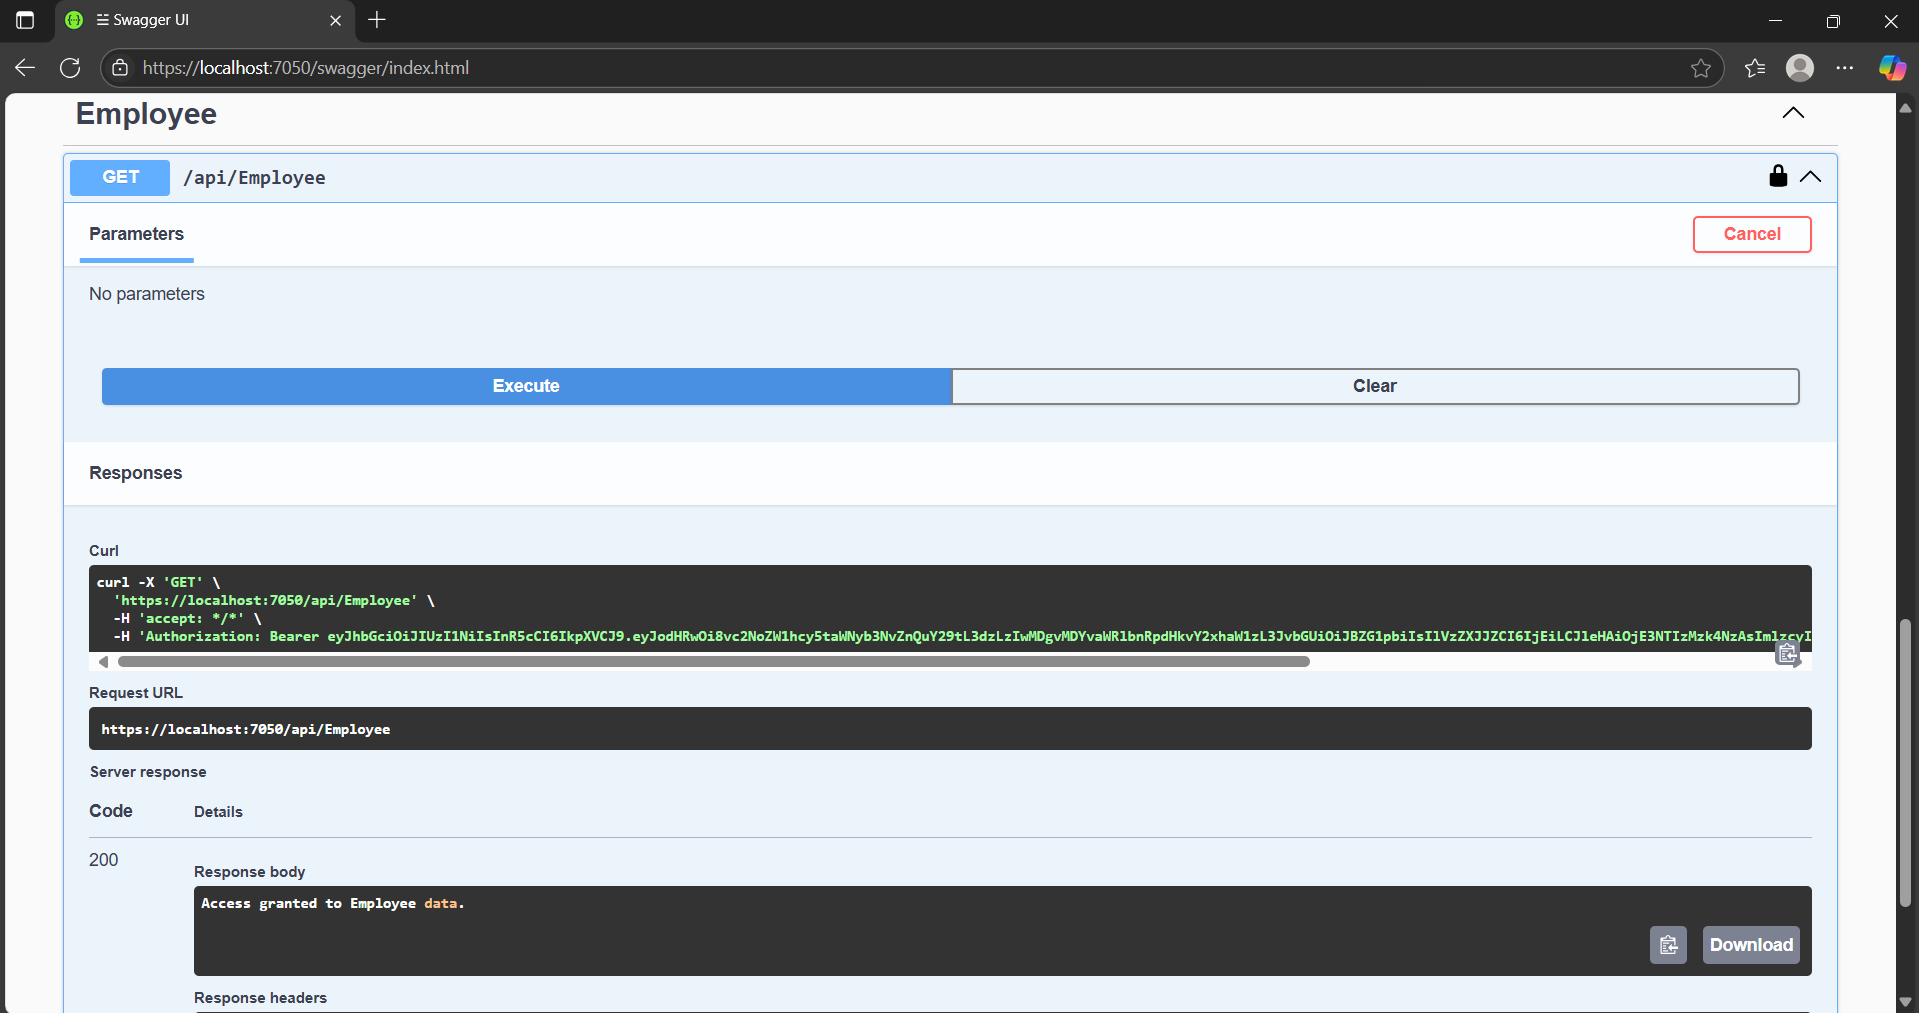 Swagger UI
https://localhost:7050/swagger/index.html
Employee
GET /api/Employee
Parameters
Cancel
No parameters
Execute
Clear
Responses
Curl
curl -X 'GET' \
'https://localhost:7050/api/Employee' \
-H 'accept: */*' \
-H 'Authorization: Bearer eyJhbGciOiJIUzI1NiIsInR5cCI6IkpXVCJ9.eyJodHRwOi8vc2NoZW1hcy5taWNyb3NvZnQuY29tL3dzLzIwMDgvMDYvaWRlbnRpdHkvY2xhaW1zL3JvbGUiOiJBZG1pbiIsIlVzZXJJZCI6IjEiLCJleHAiOjE3NTIzMzk4NzAsImlzcyI
Request URL
https://localhost:7050/api/Employee
Server response
Code
Details
200
Response body
Access granted to Employee data.
Download
Response headers